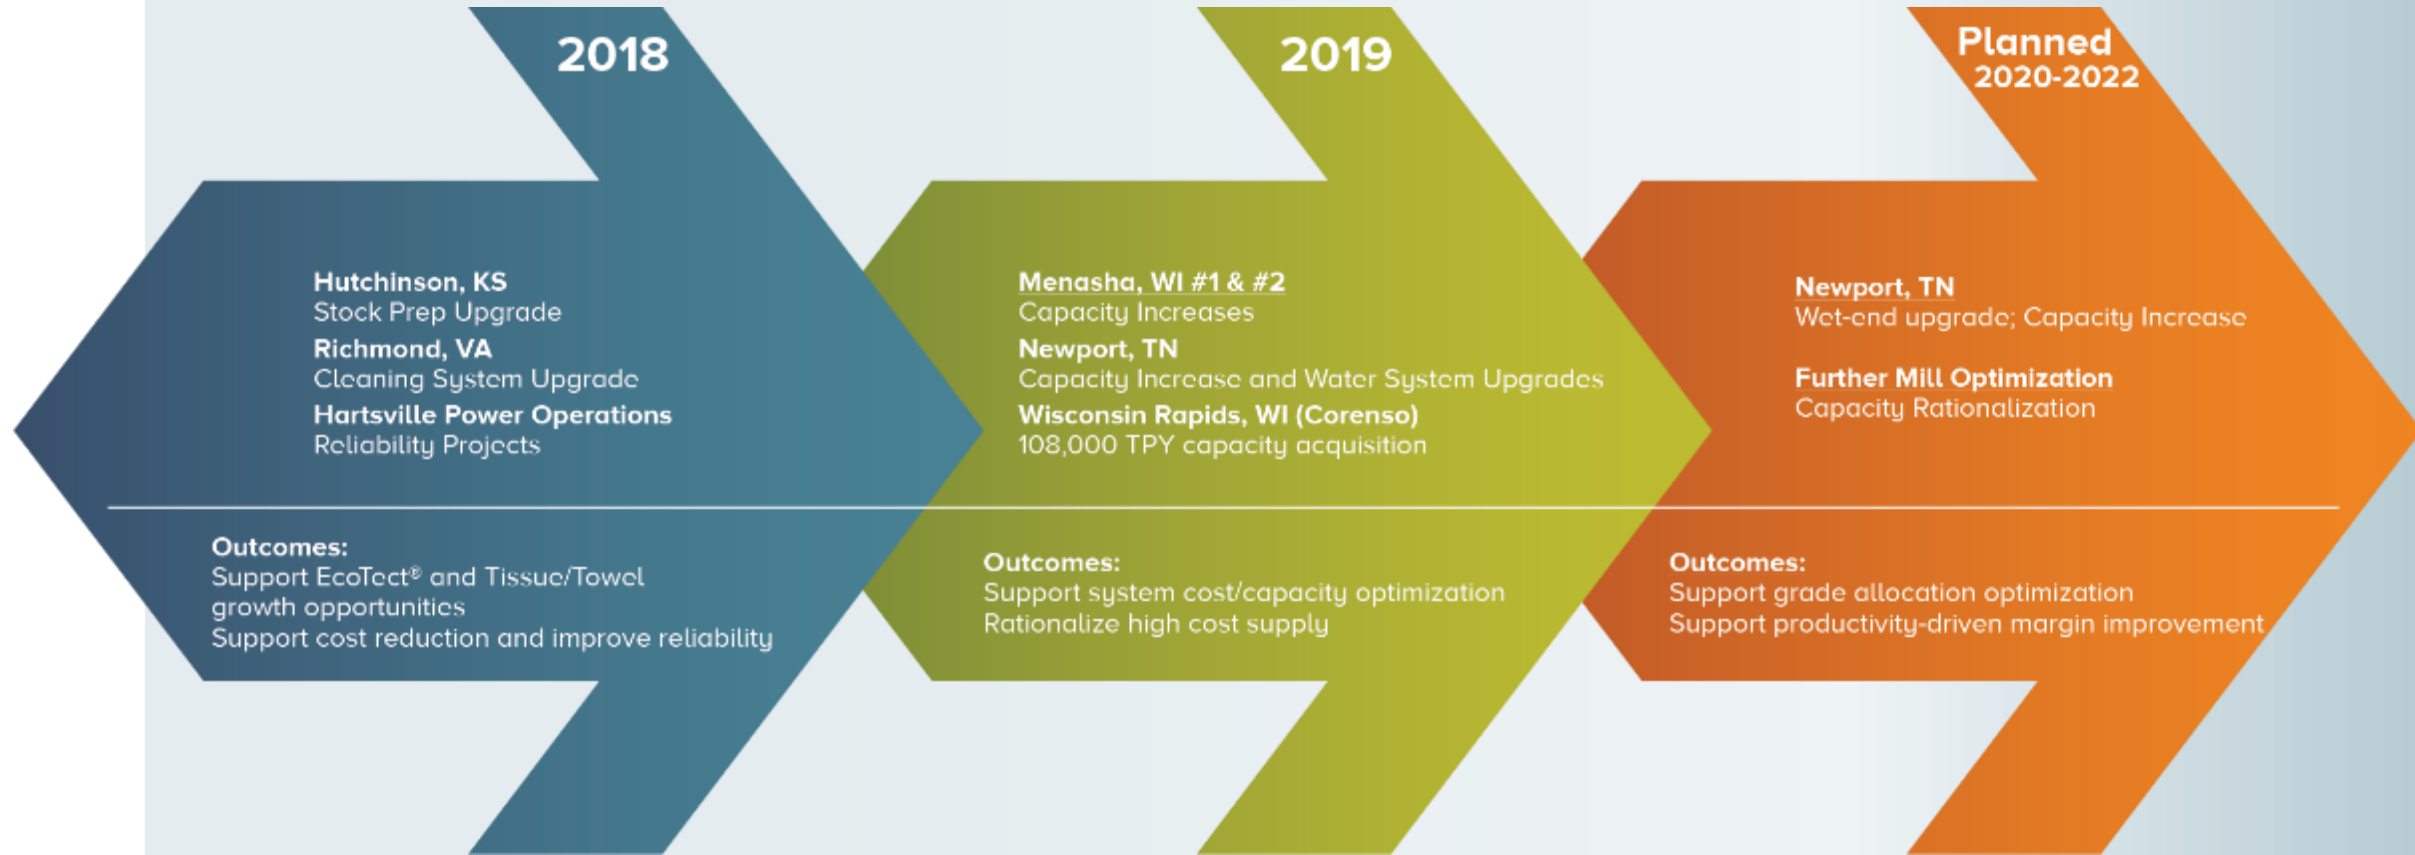 2018
Hutchinson, KS
Stock Prep Upgrade
Richmond, VA
Cleaning System Upgrade
Hartsville Power Operations
Reliability Projects
Outcomes:
Support EcoTect® and Tissue/Towel
growth opportunities
Support cost reduction and improve reliability
2019
Menasha, WI #1 & #2
Capacity Increases
Newport, TN
Capacity Increase and Water System Upgrades
Wisconsin Rapids, WI (Corenso)
108,000 TPY capacity acquisition
Outcomes:
Support system cost/capacity optimization
Rationalize high cost supply
Planned
2020-2022
Newport, TN
Wet-end upgrade; Capacity Increase
Further Mill Optimization
Capacity Rationalization
Outcomes:
Support grade allocation optimization
Support productivity-driven margin improvement